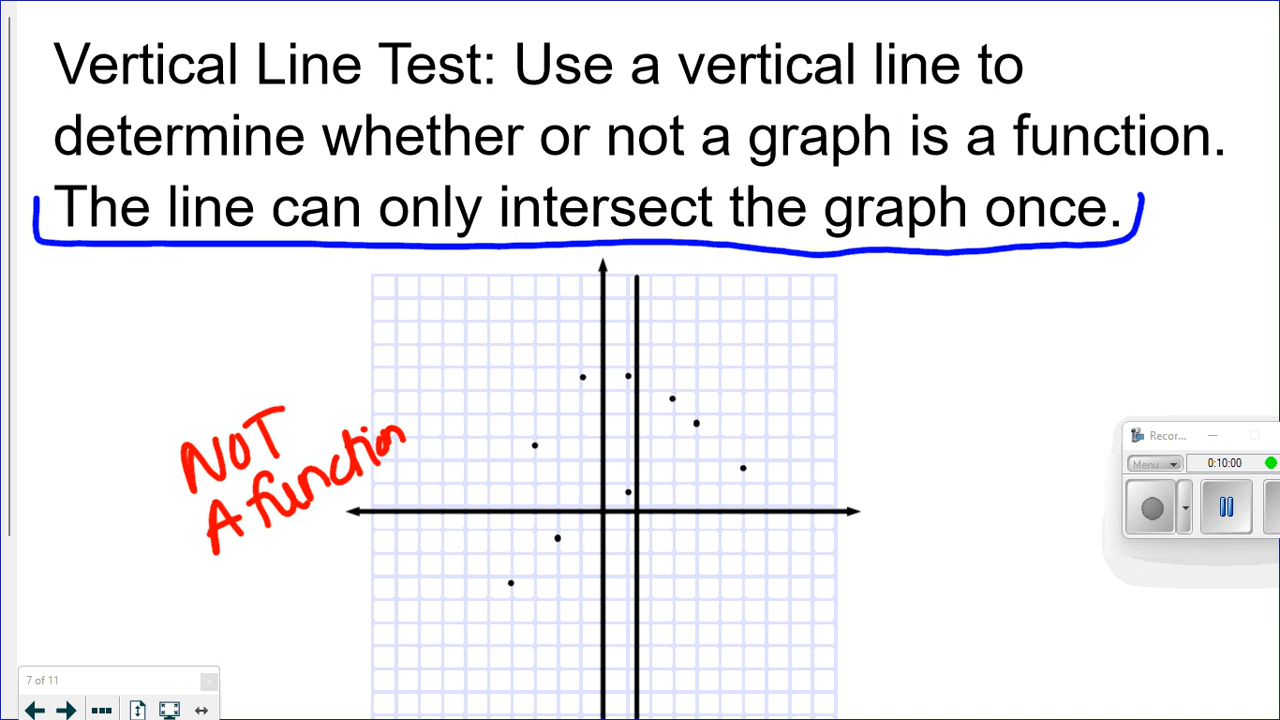 Vertical Line Test: Use a vertical line to
determine whether or not a graph is a function.
The line can only intersect the graph once.
NOT
A function
Recor...
Menu
0:10:00
7 of 11